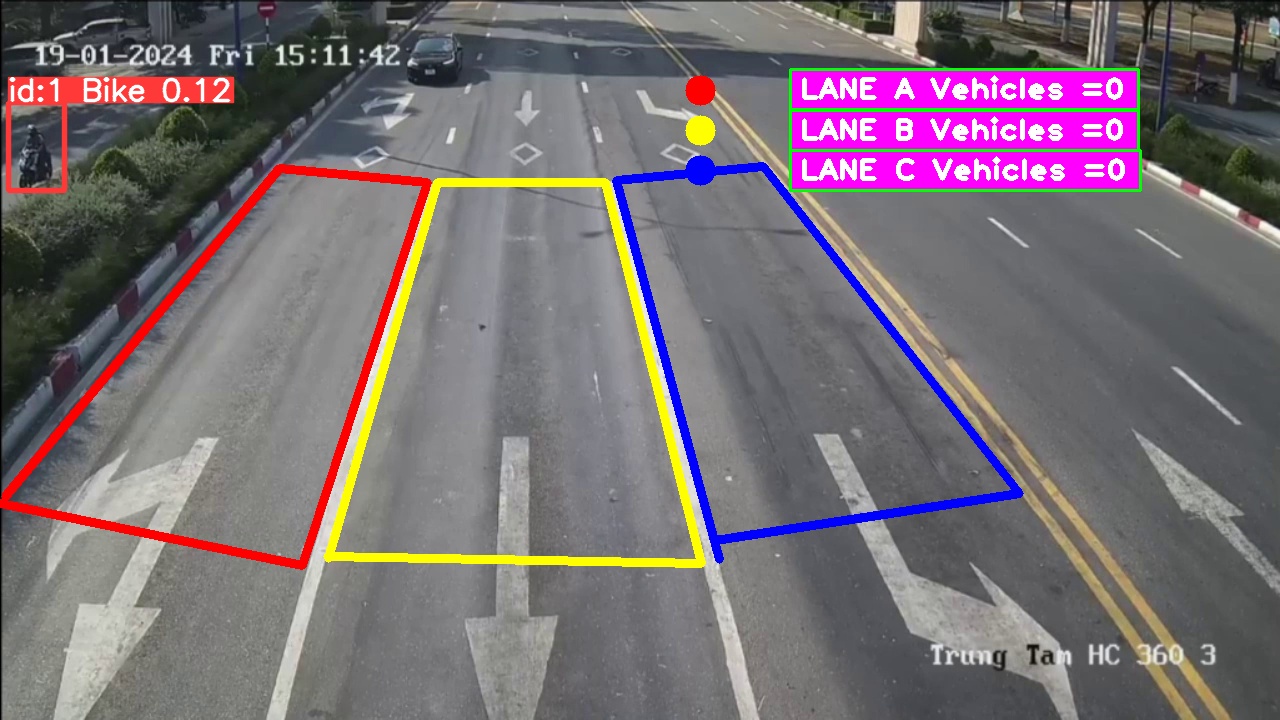 19-01-2024 Fri 15:11:42
id:1 Bike 0.12
LANE A Vehicles =0
LANE B Vehicles =0
LANE C Vehicles =0
Trung Tam HC 360 3